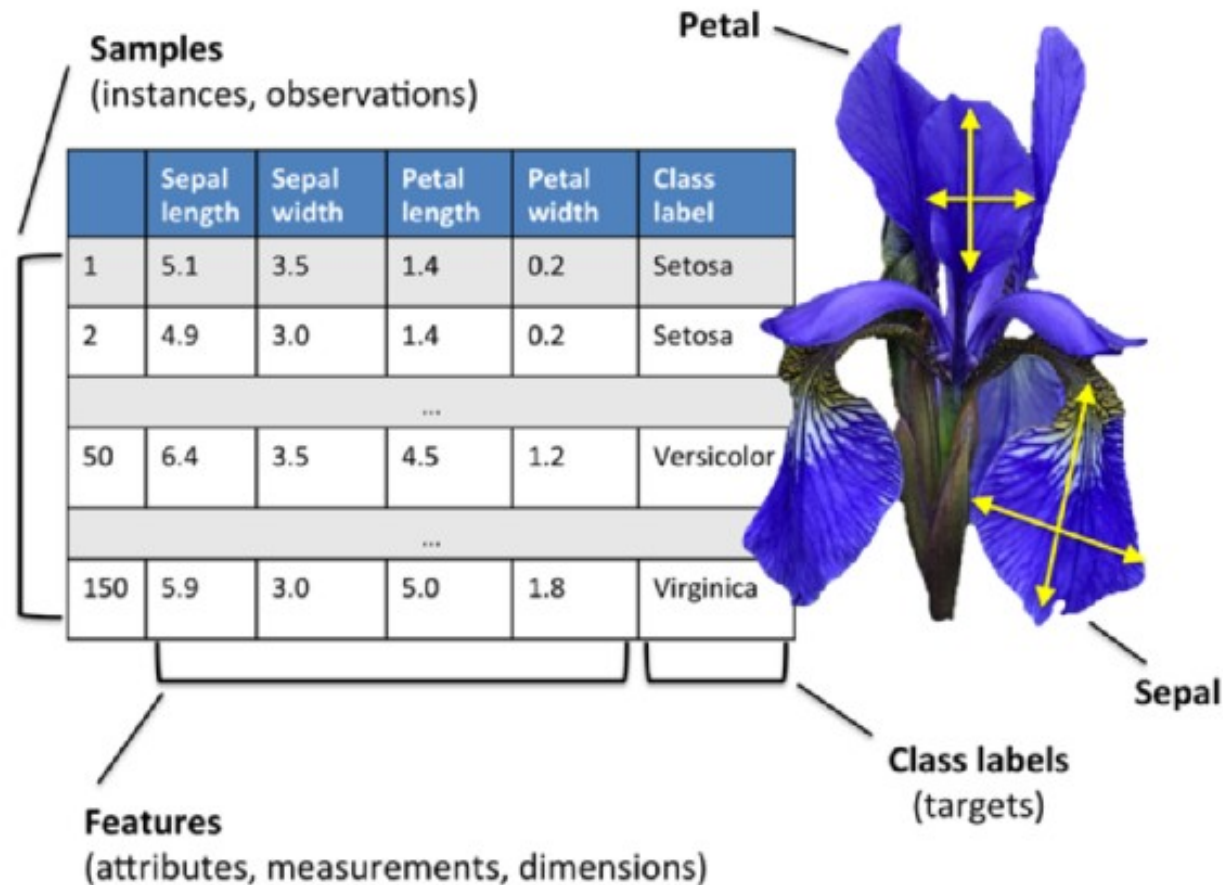 Samples
(instances, observations)
Petal
Sepal length Sepal width Petal length Petal width Class label
1 5.1 3.5 1.4 0.2 Setosa
2 4.9 3.0 1.4 0.2 Setosa
...
50 6.4 3.5 4.5 1.2 Versicolor
...
150 5.9 3.0 5.0 1.8 Virginica
Sepal
Class labels
(targets)
Features
(attributes, measurements, dimensions)